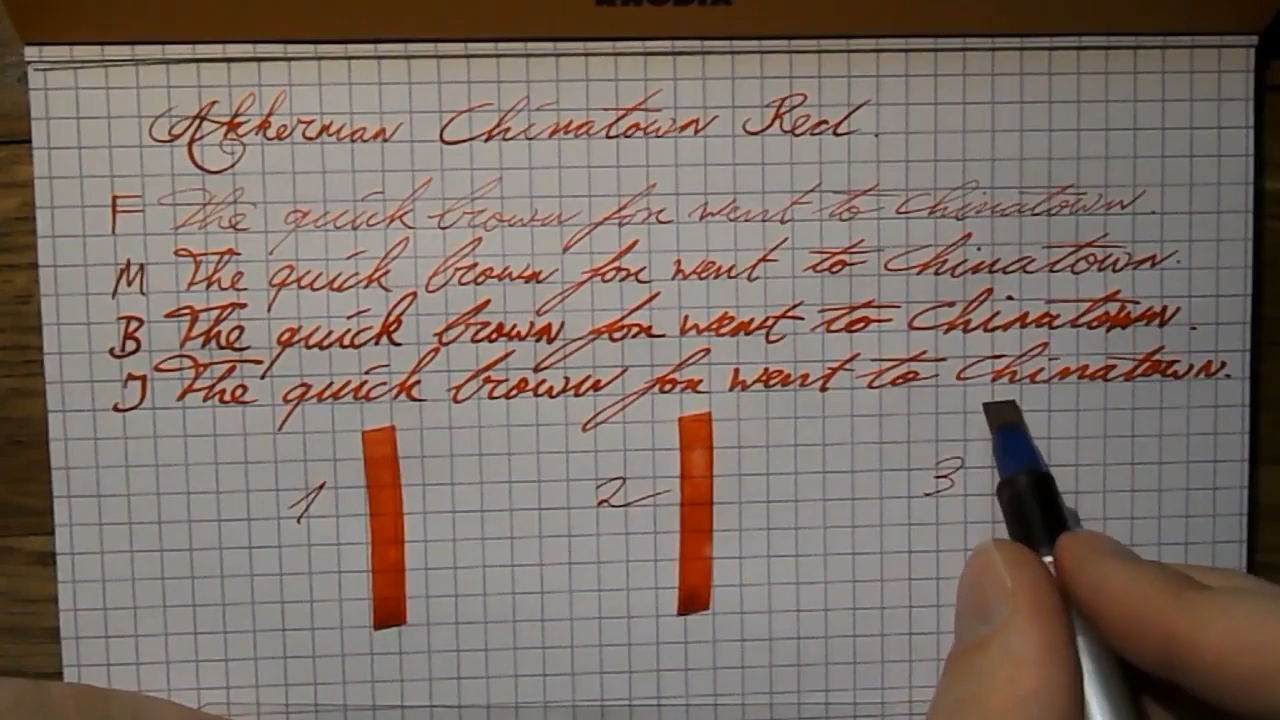 Akkerman Chinatown Red.
F The quick brown fox went to Chinatown.
M The quick brown fox went to Chinatown.
B The quick brown fox went to Chinatown.
J The quick brown fox went to Chinatown.
1 2 3